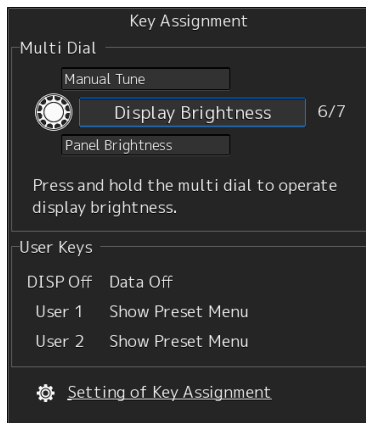 Key Assignment
Multi Dial
Manual Tune
Display Brightness 6/7
Panel Brightness
Press and hold the multi dial to operate
display brightness.
User Keys
DISP Off Data Off
User 1 Show Preset Menu
User 2 Show Preset Menu
Setting of Key Assignment